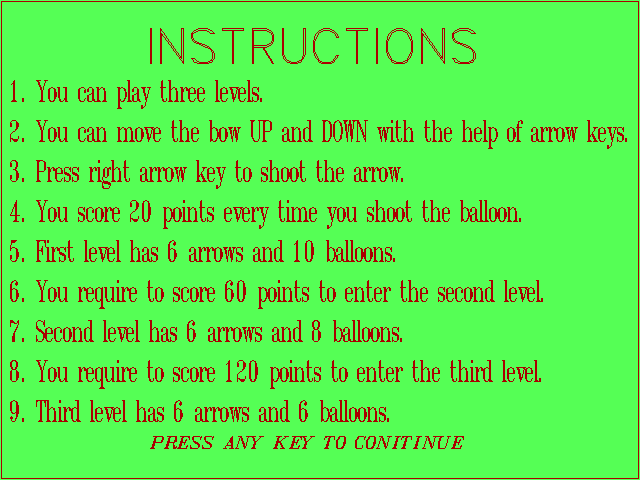 INSTRUCTIONS
1. You can play three levels.
2. You can move the bow UP and DOWN with the help of arrow keys.
3. Press right arrow key to shoot the arrow.
4. You score 20 points every time you shoot the balloon.
5. First level has 6 arrows and 10 balloons.
6. You require to score 60 points to enter the second level.
7. Second level has 6 arrows and 8 balloons.
8. You require to score 120 points to enter the third level.
9. Third level has 6 arrows and 6 balloons.
PRESS ANY KEY TO CONITINUE